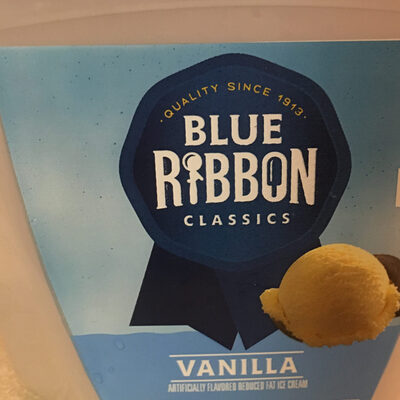 QUALITY SINCE 1913
BLUE
RIBBON
CLASSICS
VANILLA
ARTIFICIALLY FLAVORED REDUCED FAT ICE CREAM